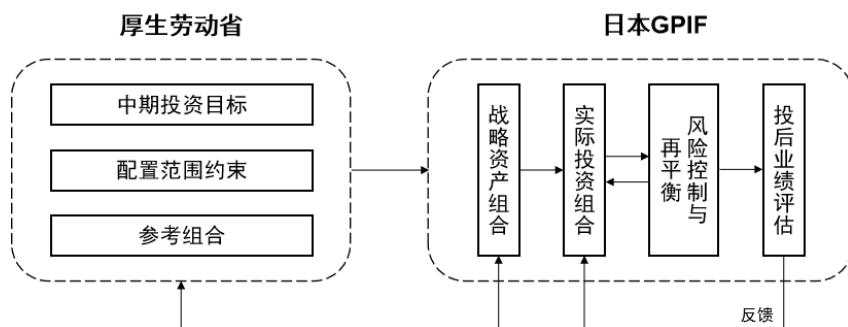 厚生劳动省
日本GPIF
中期投资目标
配置范围约束
参考组合
战略资产组合
实际投资组合
风险控制与
再平衡
投后业绩评估
反馈